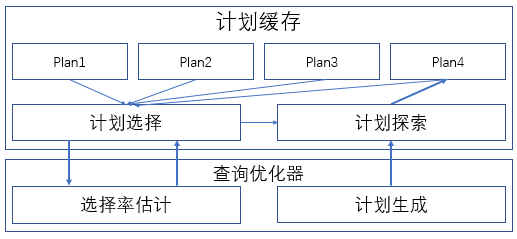 计划缓存
Plan1
Plan2
Plan3
Plan4
计划选择
计划探索
查询优化器
选择率估计
计划生成